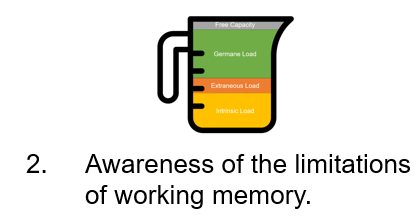 Free Capacity
Germane Load
Extraneous Load
Intrinsic Load
2. Awareness of the limitations
of working memory.